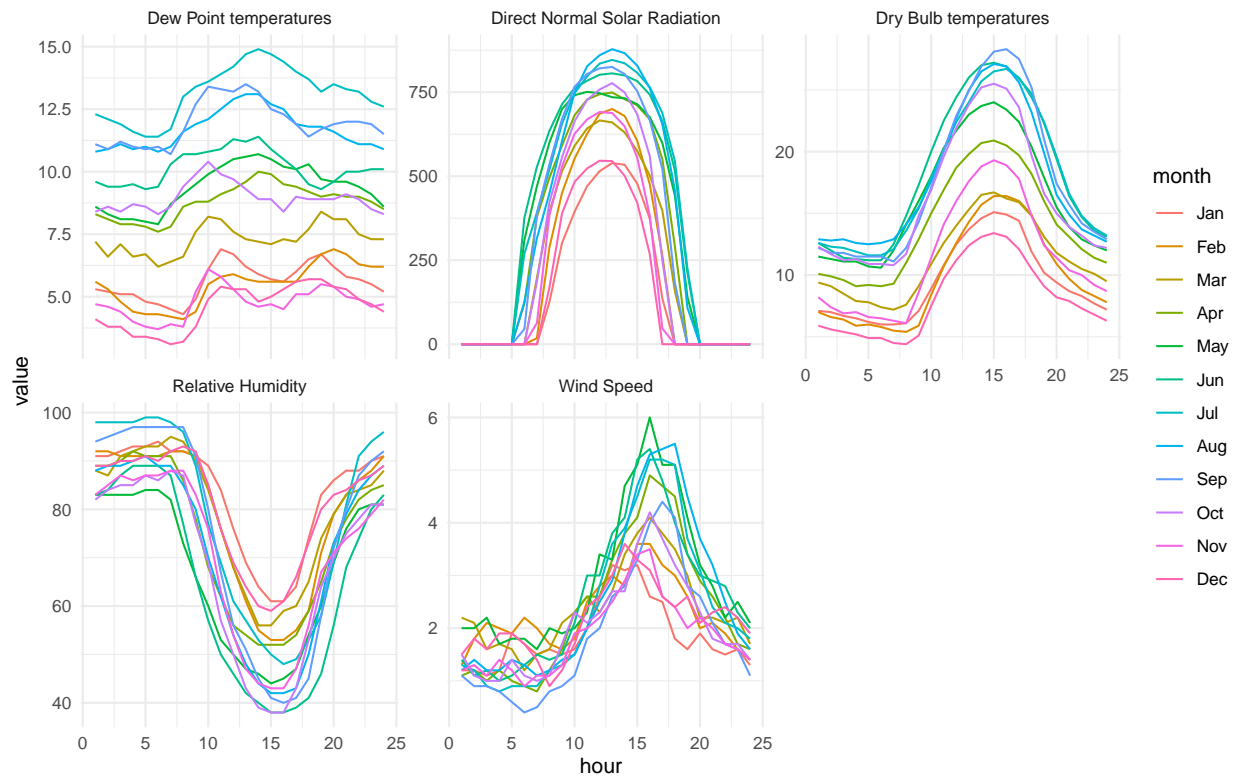 Dew Point temperatures
Direct Normal Solar Radiation
Dry Bulb temperatures
15.0
12.5
10.0
7.5
5.0
750
500
250
0
20
10
0 5 10 15 20 25
month
Jan
Feb
Mar
Apr
May
Jun
Jul
Aug
Sep
Oct
Nov
Dec
value
Relative Humidity
Wind Speed
100
80
60
40
6
4
2
0 5 10 15 20 25
0 5 10 15 20 25
hour